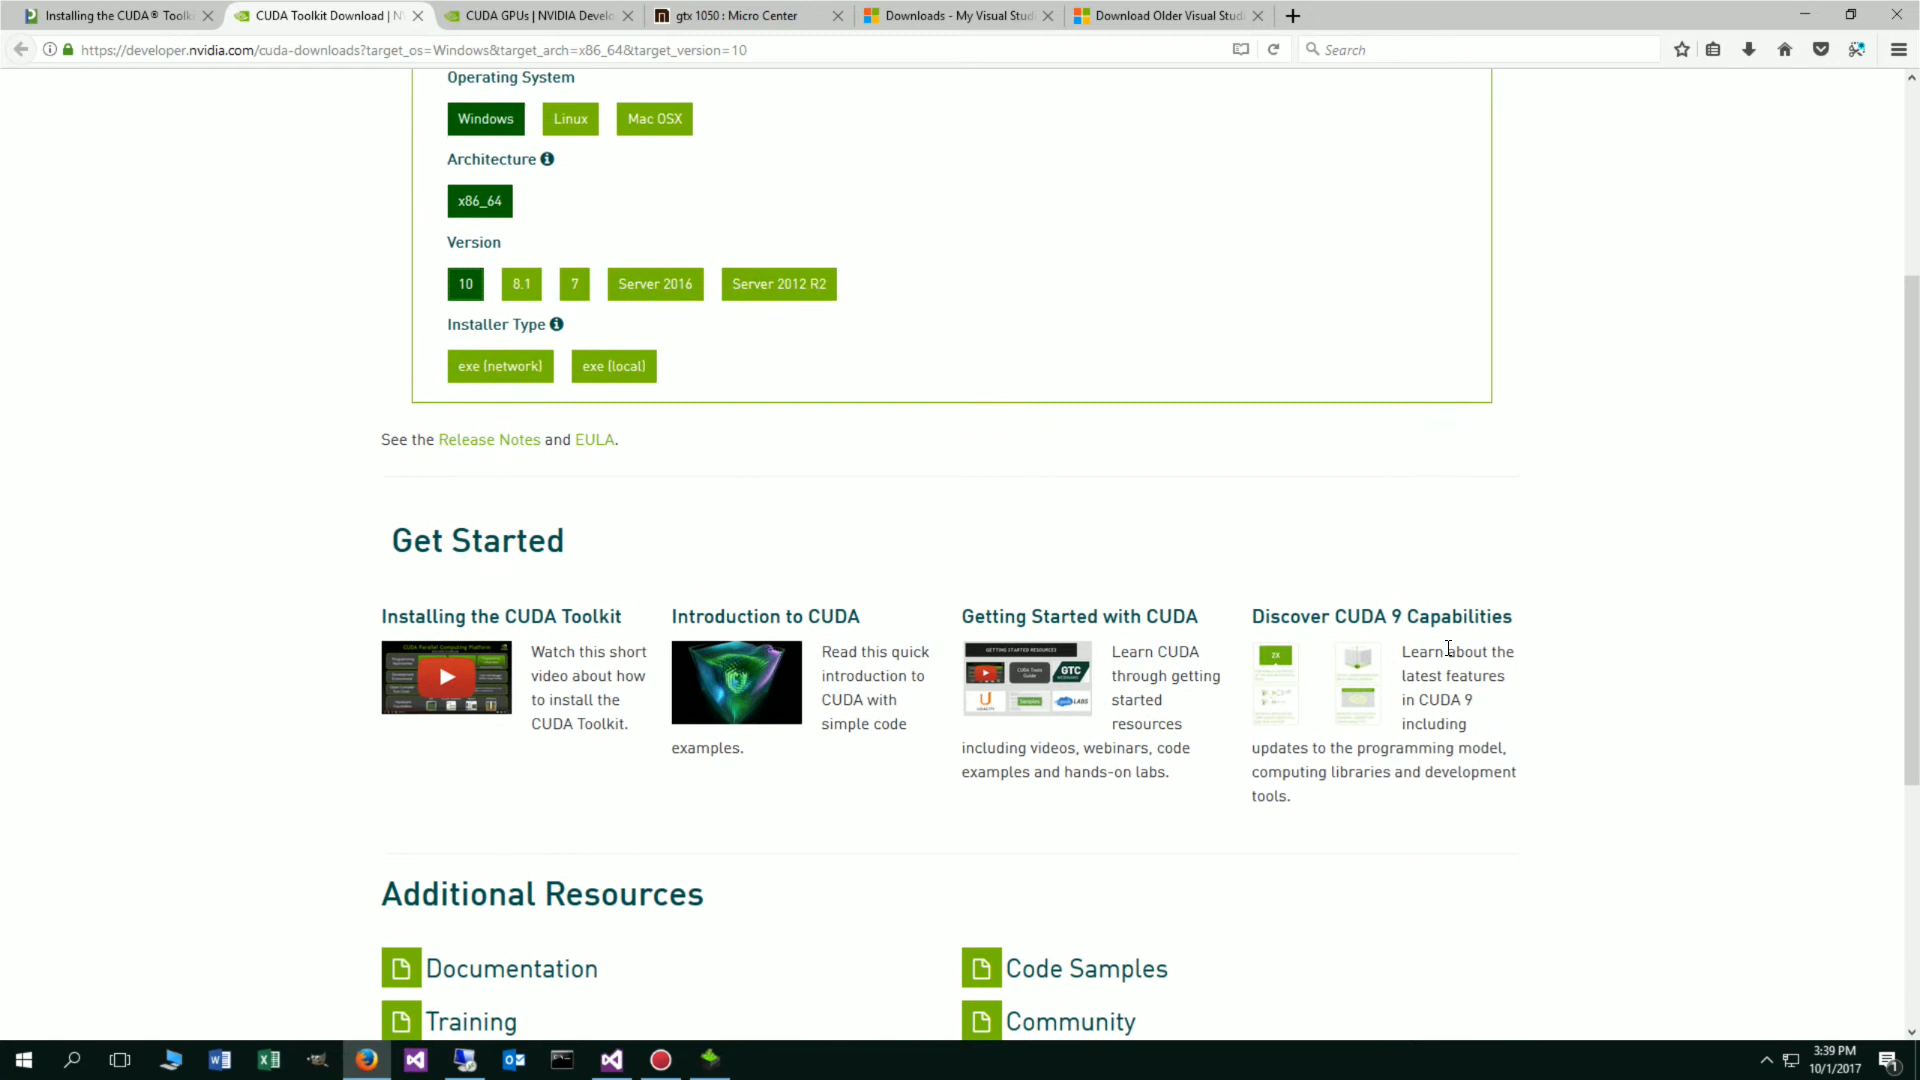 Installing the CUDA® Toolk
CUDA Toolkit Download | N
CUDA GPUs | NVIDIA Develo
gtx 1050 : Micro Center
Downloads - My Visual Stud
Download Older Visual Stud
https://developer.nvidia.com/cuda-downloads?target_os=Windows&target_arch=x86_64&target_version=10
Search
Operating System
Windows Linux Mac OSX
Architecture
x86_64
Version
10 8.1 7 Server 2016 Server 2012 R2
Installer Type
exe (network) exe (local)
See the Release Notes and EULA.
Get Started
Installing the CUDA Toolkit
Watch this short
video about how
to install the
CUDA Toolkit.
Introduction to CUDA
Read this quick
introduction to
CUDA with
simple code
examples.
Getting Started with CUDA
GETTING STARTED RESOURCES
GTC
Learn CUDA
through getting
started
resources
including videos, webinars, code
examples and hands-on labs.
Discover CUDA 9 Capabilities
2X
Learn about the
latest features
in CUDA 9
including
updates to the programming model,
computing libraries and development
tools.
Additional Resources
Documentation
Code Samples
Training
Community
3:39 PM
10/1/2017
1